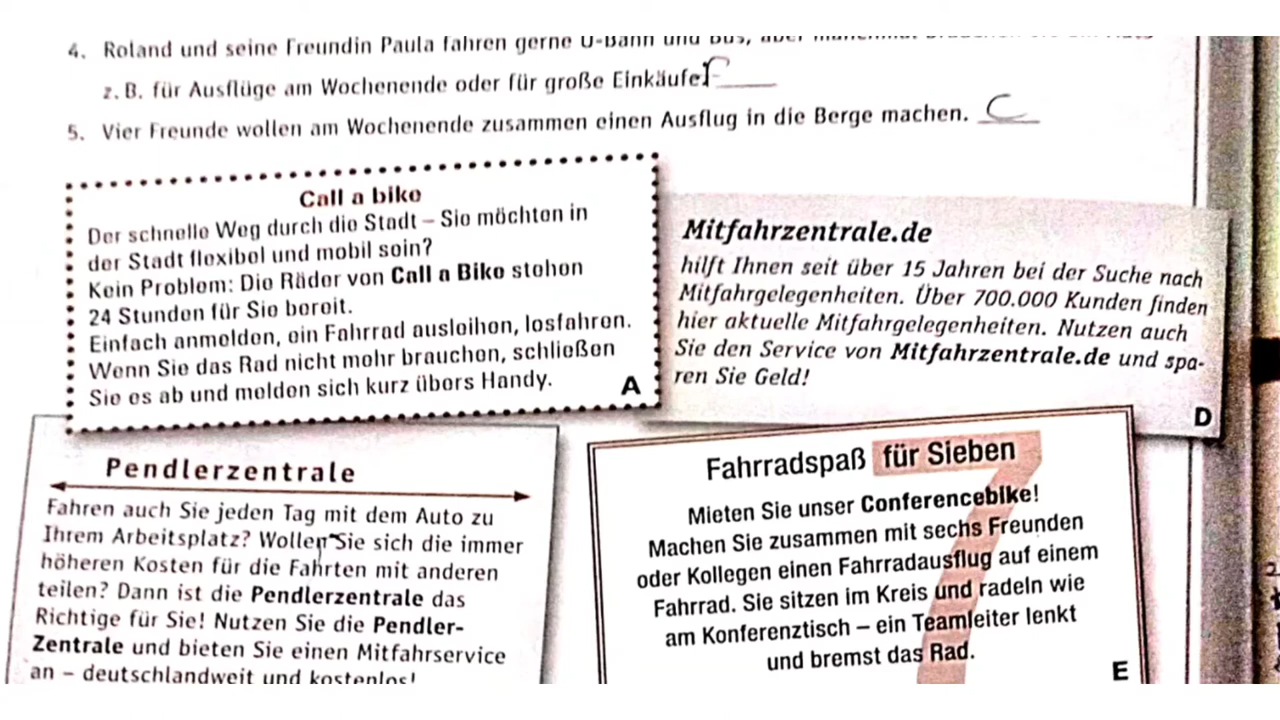 4. Roland und seine Freundin Paula fahren gerne U-Bahn und Bus, aber
z. B. für Ausflüge am Wochenende oder für große Einkäufe.
5. Vier Freunde wollen am Wochenende zusammen einen Ausflug in die Berge machen. C
Call a bike
Der schnelle Weg durch die Stadt – Sie möchten in
der Stadt flexibel und mobil sein?
Kein Problem: Die Räder von Call a Bike stehen
24 Stunden für Sie bereit.
Einfach anmelden, ein Fahrrad ausleihen, losfahren.
Wenn Sie das Rad nicht mehr brauchen, schließen
Sie es ab und melden sich kurz übers Handy.
A
Mitfahrzentrale.de
hilft Ihnen seit über 15 Jahren bei der Suche nach
Mitfahrgelegenheiten. Über 700.000 Kunden finden
hier aktuelle Mitfahrgelegenheiten. Nutzen auch
Sie den Service von Mitfahrzentrale.de und spa-
ren Sie Geld!
D
Pendlerzentrale
Fahren auch Sie jeden Tag mit dem Auto zu
Ihrem Arbeitsplatz? Wollen Sie sich die immer
höheren Kosten für die Fahrten mit anderen
teilen? Dann ist die Pendlerzentrale das
Richtige für Sie! Nutzen Sie die Pendler-
Zentrale und bieten Sie einen Mitfahrservice
an – deutschlandweit und kostenlos!
Fahrradspaß für Sieben
7
Mieten Sie unser Conferencebike!
Machen Sie zusammen mit sechs Freunden
oder Kollegen einen Fahrradausflug auf einem
Fahrrad. Sie sitzen im Kreis und radeln wie
am Konferenztisch – ein Teamleiter lenkt
und bremst das Rad.
E